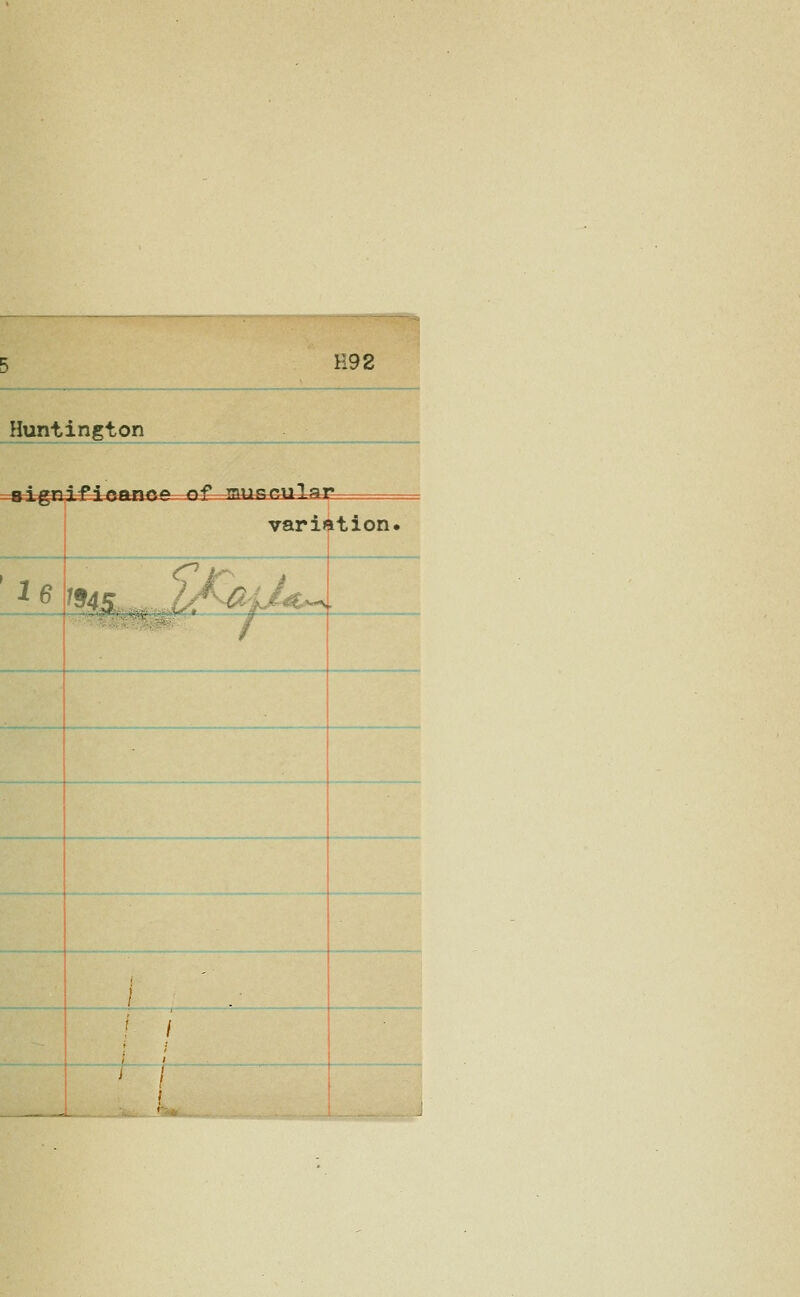 5 H92
Huntington
significance of muscular
variation.
16 1945